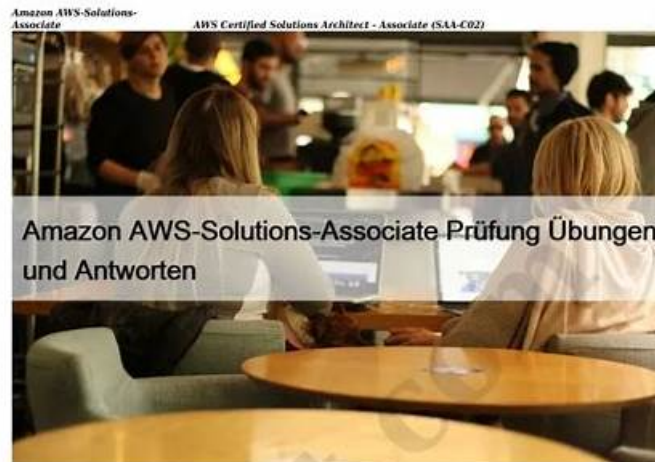 Amazon AWS-Solutions-
Associate
AWS Certified Solutions Architect - Associate (SAA-C02)
Amazon AWS-Solutions-Associate Prüfung Übungen
und Antworten